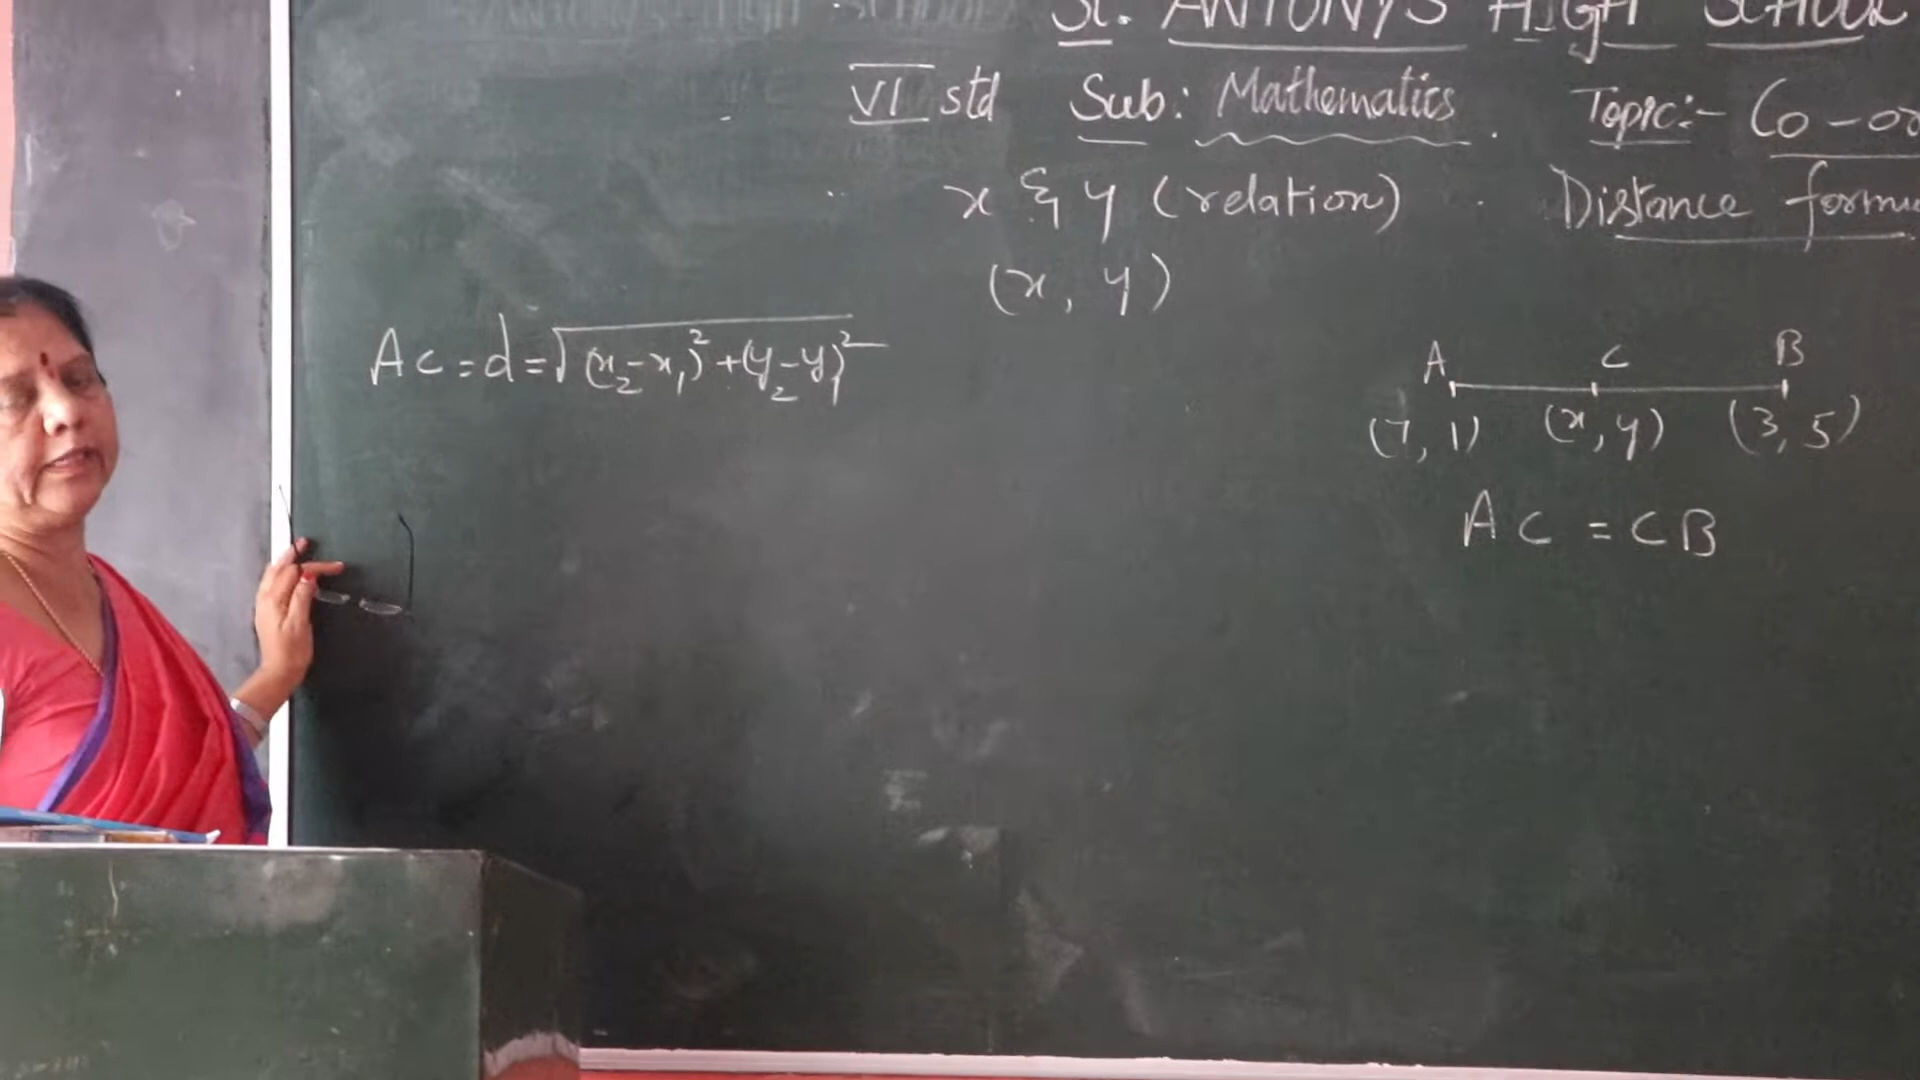 St. ANTONY'S HIGH SCHOOL
VI std Sub: Mathematics. Topic:- Co-or
x & y (relation) Distance formu
(x, y)
AC = d = √(x₂-x₁)² + (y₂-y₁)²
A C B
(7, 1) (x, y) (3, 5)
AC = CB